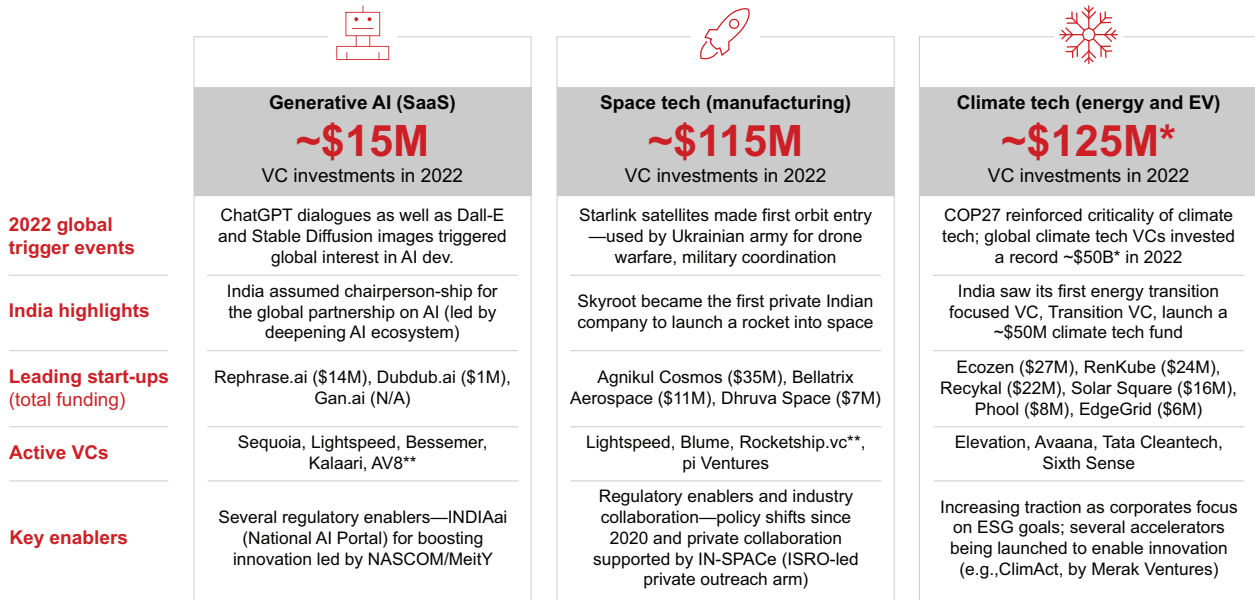 Generative AI (SaaS)
~$15M
VC investments in 2022
Space tech (manufacturing)
~$115M
VC investments in 2022
Climate tech (energy and EV)
~$125M*
VC investments in 2022
2022 global
trigger events
ChatGPT dialogues as well as Dall-E
and Stable Diffusion images triggered
global interest in AI dev.
Starlink satellites made first orbit entry
—used by Ukrainian army for drone
warfare, military coordination
COP27 reinforced criticality of climate
tech; global climate tech VCs invested
a record ~$50B* in 2022
India highlights
India assumed chairperson-ship for
the global partnership on AI (led by
deepening AI ecosystem)
Skyroot became the first private Indian
company to launch a rocket into space
India saw its first energy transition
focused VC, Transition VC, launch a
~$50M climate tech fund
Leading start-ups
(total funding)
Rephrase.ai ($14M), Dubdub.ai ($1M),
Gan.ai (N/A)
Agnikul Cosmos ($35M), Bellatrix
Aerospace ($11M), Dhruva Space ($7M)
Ecozen ($27M), RenKube ($24M),
Recykal ($22M), Solar Square ($16M),
Phool ($8M), EdgeGrid ($6M)
Active VCs
Sequoia, Lightspeed, Bessemer,
Kalaari, AV8**
Lightspeed, Blume, Rocketship.vc**,
pi Ventures
Elevation, Avaana, Tata Cleantech,
Sixth Sense
Key enablers
Several regulatory enablers—INDIAai
(National AI Portal) for boosting
innovation led by NASCOM/MeitY
Regulatory enablers and industry
collaboration—policy shifts since
2020 and private collaboration
supported by IN-SPACe (ISRO-led
private outreach arm)
Increasing traction as corporates focus
on ESG goals; several accelerators
being launched to enable innovation
(e.g.,ClimAct, by Merak Ventures)